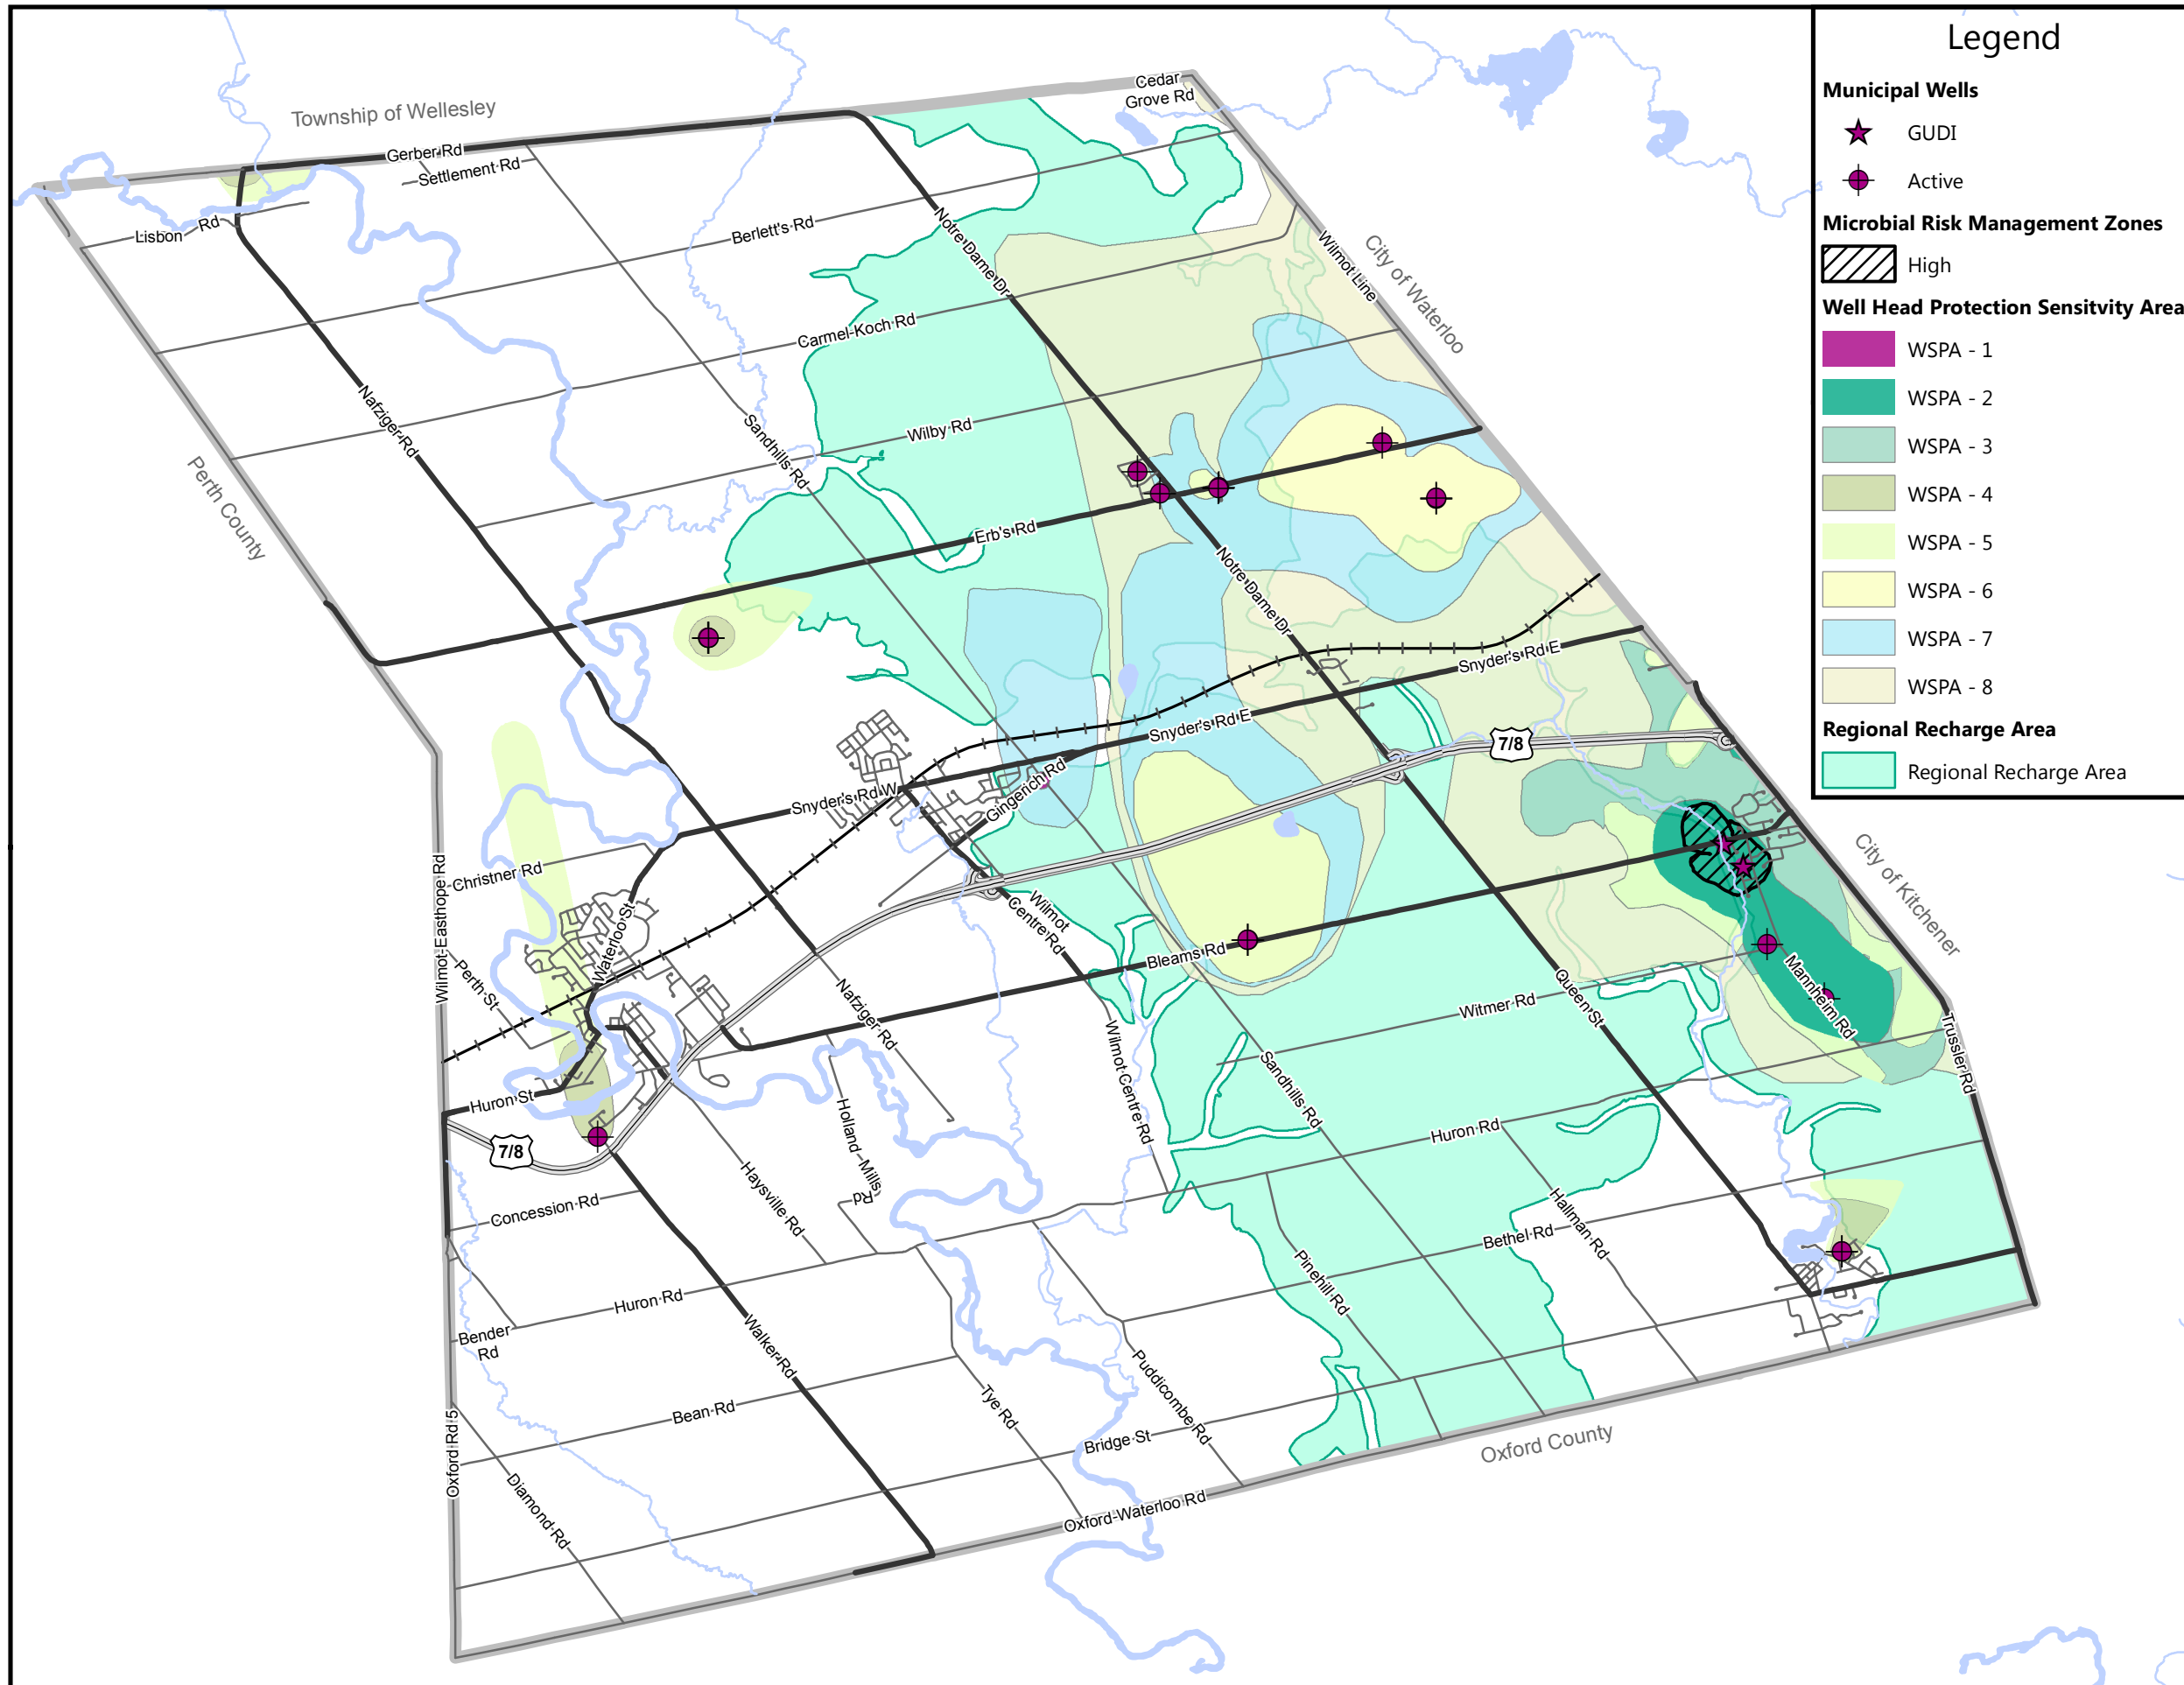 Legend
Municipal Wells
GUDI
Active
Microbial Risk Management Zones
High
Well Head Protection Sensitvity Area
WSPA - 1
WSPA - 2
WSPA - 3
WSPA - 4
WSPA - 5
WSPA - 6
WSPA - 7
WSPA - 8
Regional Recharge Area
Regional Recharge Area
Township of Wellesley
Cedar
Grove Rd
Gerber Rd
Settlement Rd
Lisbon Rd
Berlett's Rd
Notre Dame Dr
Wilmot Line
City of Waterloo
Carmel-Koch Rd
Nafziger Rd
Sandhills Rd
Wilby Rd
Perth County
Erb's Rd
Notre Dame Dr
Snyder's Rd E
Snyder's Rd E
7/8
Gingerich Rd
Snyder's Rd W
Christner Rd
Wilmot-Easthope Rd
Waterloo St
Perth St
Wilmot
Centre Rd
Bleams Rd
City of Kitchener
Mannheim Rd
Queen St
Witmer Rd
Trussler Rd
Nafziger Rd
Wilmot Centre Rd
Sandhills Rd
Huron St
7/8
Holland Mills
Rd
Huron Rd
Haysville Rd
Concession Rd
Hallman Rd
Bethel Rd
Pinehill Rd
Huron Rd
Bender
Rd
Walker Rd
Puddicombe Rd
Tye Rd
Bean Rd
Bridge St
Oxford County
Oxford Rd 5
Diamond Rd
Oxford-Waterloo Rd